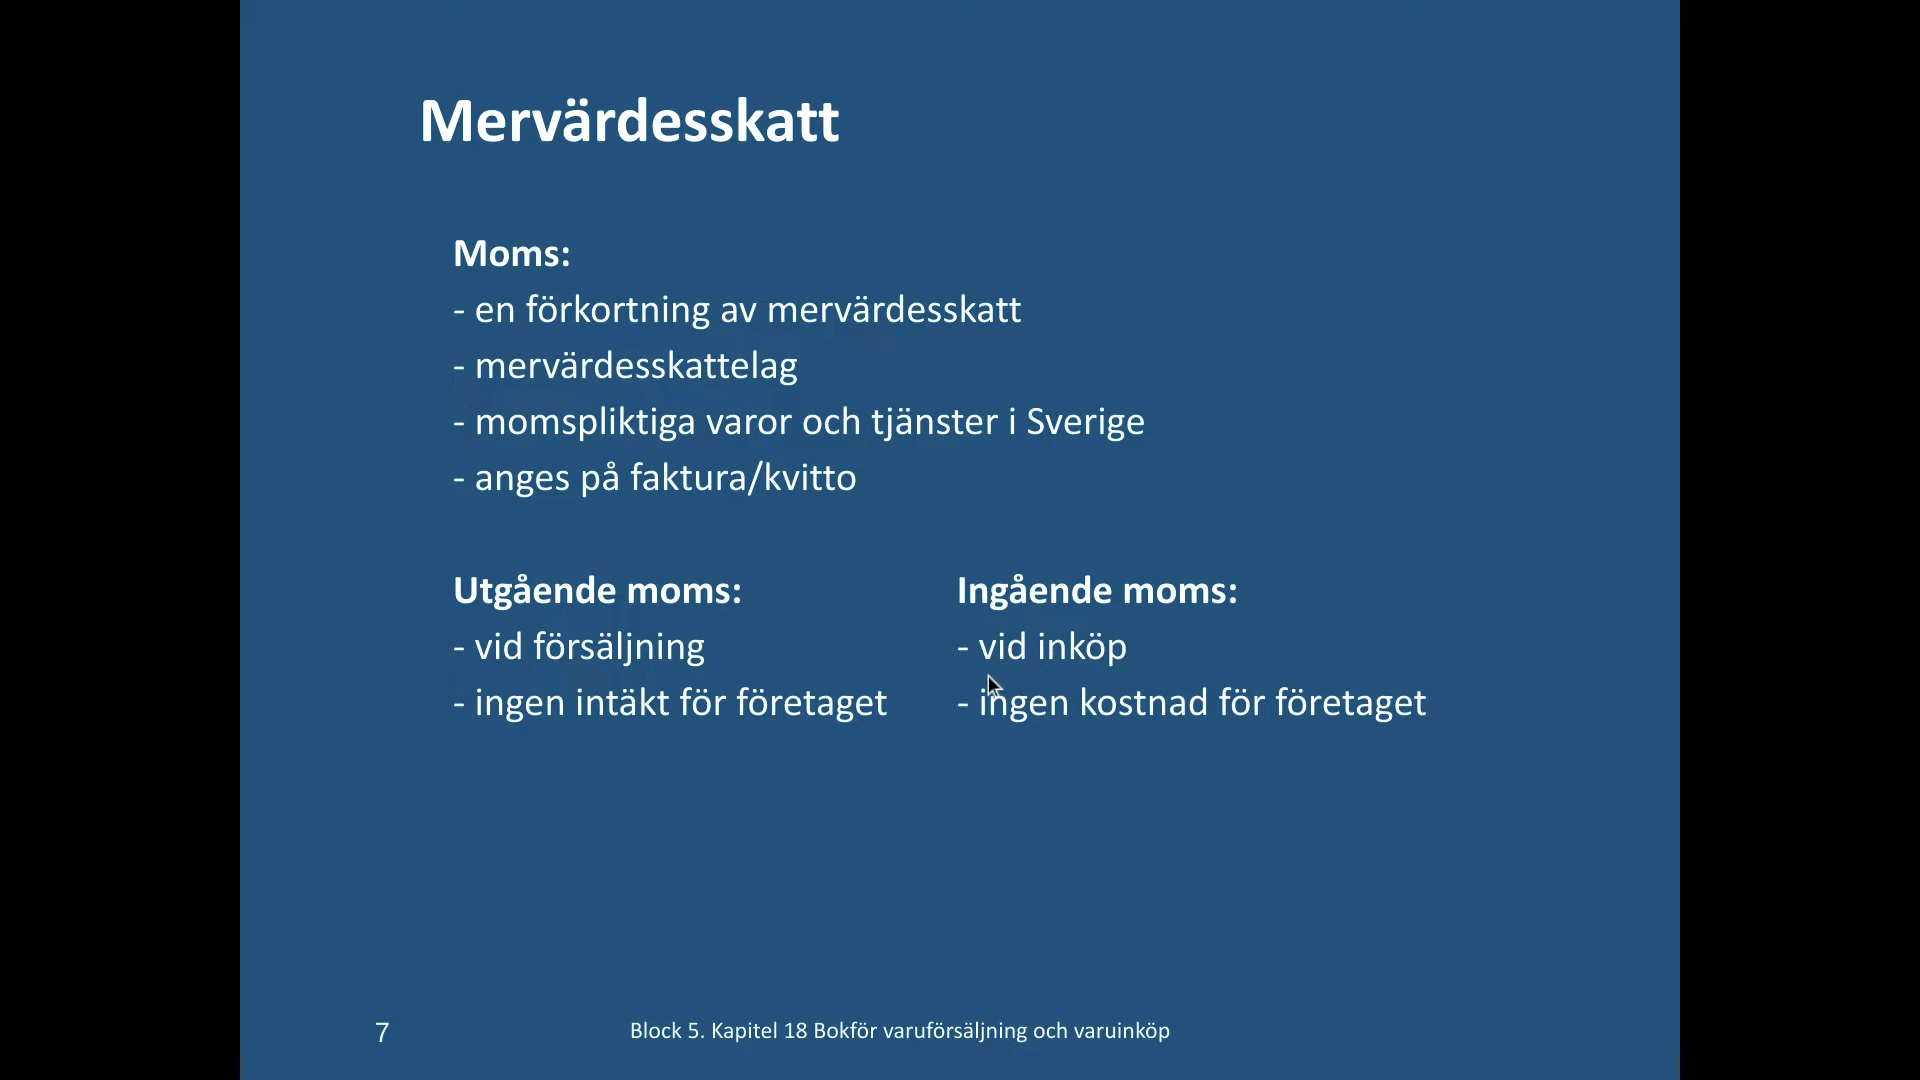 Mervärdesskatt
Moms:
- en förkortning av mervärdesskatt
- mervärdesskattelag
- momspliktiga varor och tjänster i Sverige
- anges på faktura/kvitto
Utgående moms:
- vid försäljning
- ingen intäkt för företaget
Ingående moms:
- vid inköp
- ingen kostnad för företaget
7
Block 5. Kapitel 18 Bokför varuförsäljning och varuinköp